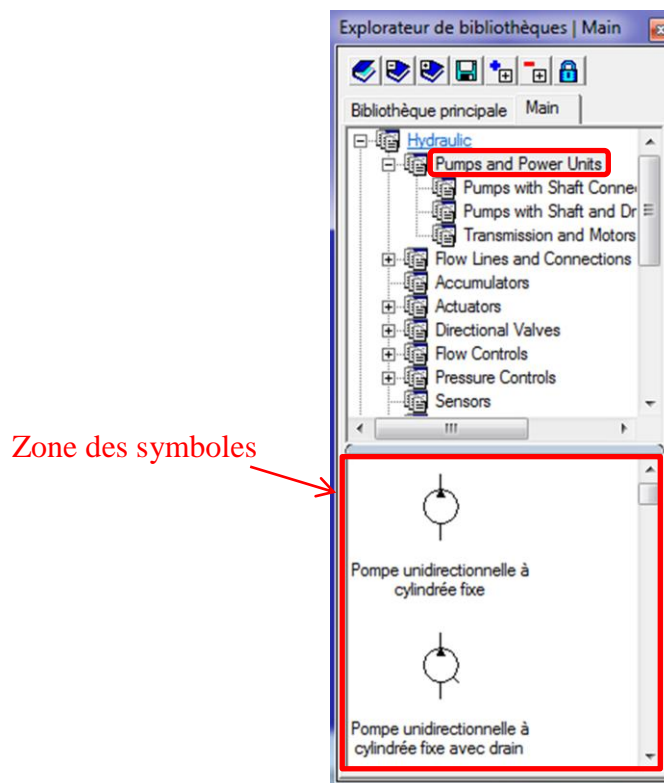 Explorateur de bibliothèques | Main
Bibliothèque principale Main
Hydraulic
Pumps and Power Units
Pumps with Shaft Conne
Pumps with Shaft and Dr
Transmission and Motors
Flow Lines and Connections
Accumulators
Actuators
Directional Valves
Flow Controls
Pressure Controls
Sensors
Zone des symboles
Pompe unidirectionnelle à
cylindrée fixe
Pompe unidirectionnelle à
cylindrée fixe avec drain